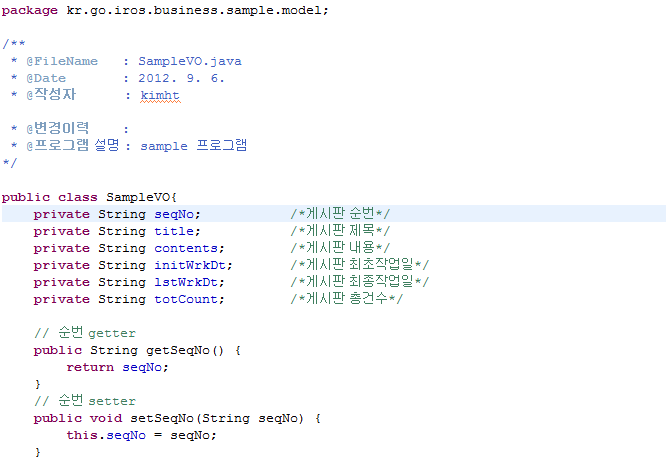 package kr.go.iros.business.sample.model;
/**
 * @FileName   : SampleVO.java
 * @Date       : 2012. 9. 6.
 * @작성자      : kimht
 * @변경이력    :
 * @프로그램 설명 : sample 프로그램
*/
public class SampleVO{
    private String seqNo;           /*게시판 순번*/
    private String title;           /*게시판 제목*/
    private String contents;        /*게시판 내용*/
    private String initWrkDt;       /*게시판 최초작업일*/
    private String lstWrkDt;        /*게시판 최종작업일*/
    private String totCount;        /*게시판 총건수*/
    // 순번 getter
    public String getSeqNo() {
        return seqNo;
    }
    // 순번 setter
    public void setSeqNo(String seqNo) {
        this.seqNo = seqNo;
    }